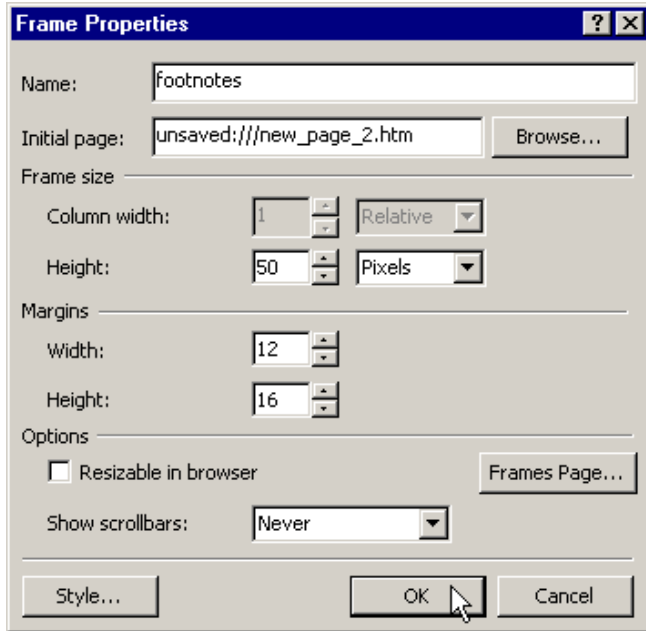 Frame Properties
Name: footnotes
Initial page: unsaved:///new_page_2.htm Browse...
Frame size
Column width: 1 Relative
Height: 50 Pixels
Margins
Width: 12
Height: 16
Options
Resizable in browser Frames Page...
Show scrollbars: Never
Style... OK Cancel